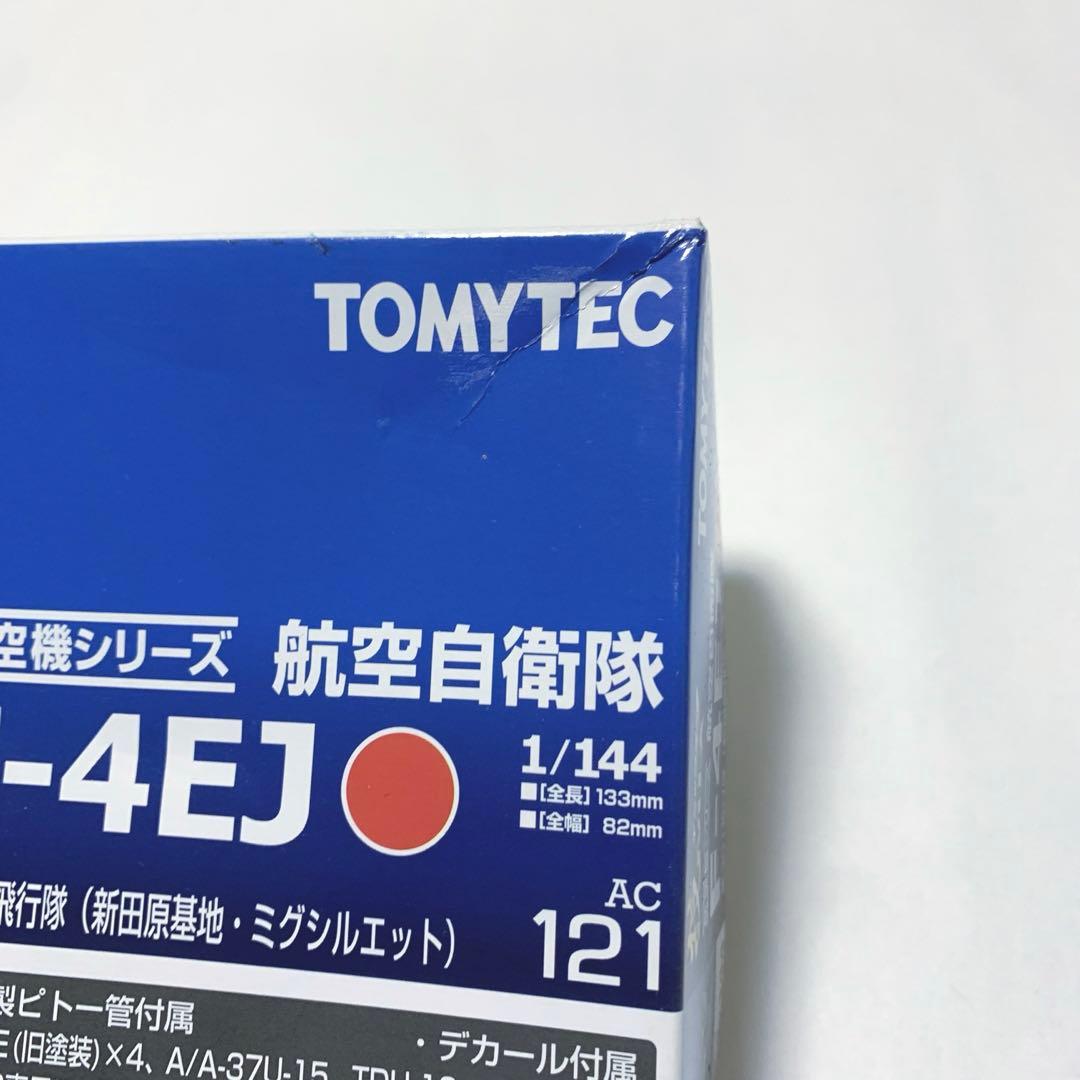 TOMYTEC
空機シリーズ 航空自衛隊
-4EJ
1/144
■[全長]133mm
■[全幅] 82mm
飛行隊(新田原基地・ミグシルエット)
AC
121
製ピトー管付属
(旧塗装)×4、A/A-37U-15
・デカール付属
TOMYTEC